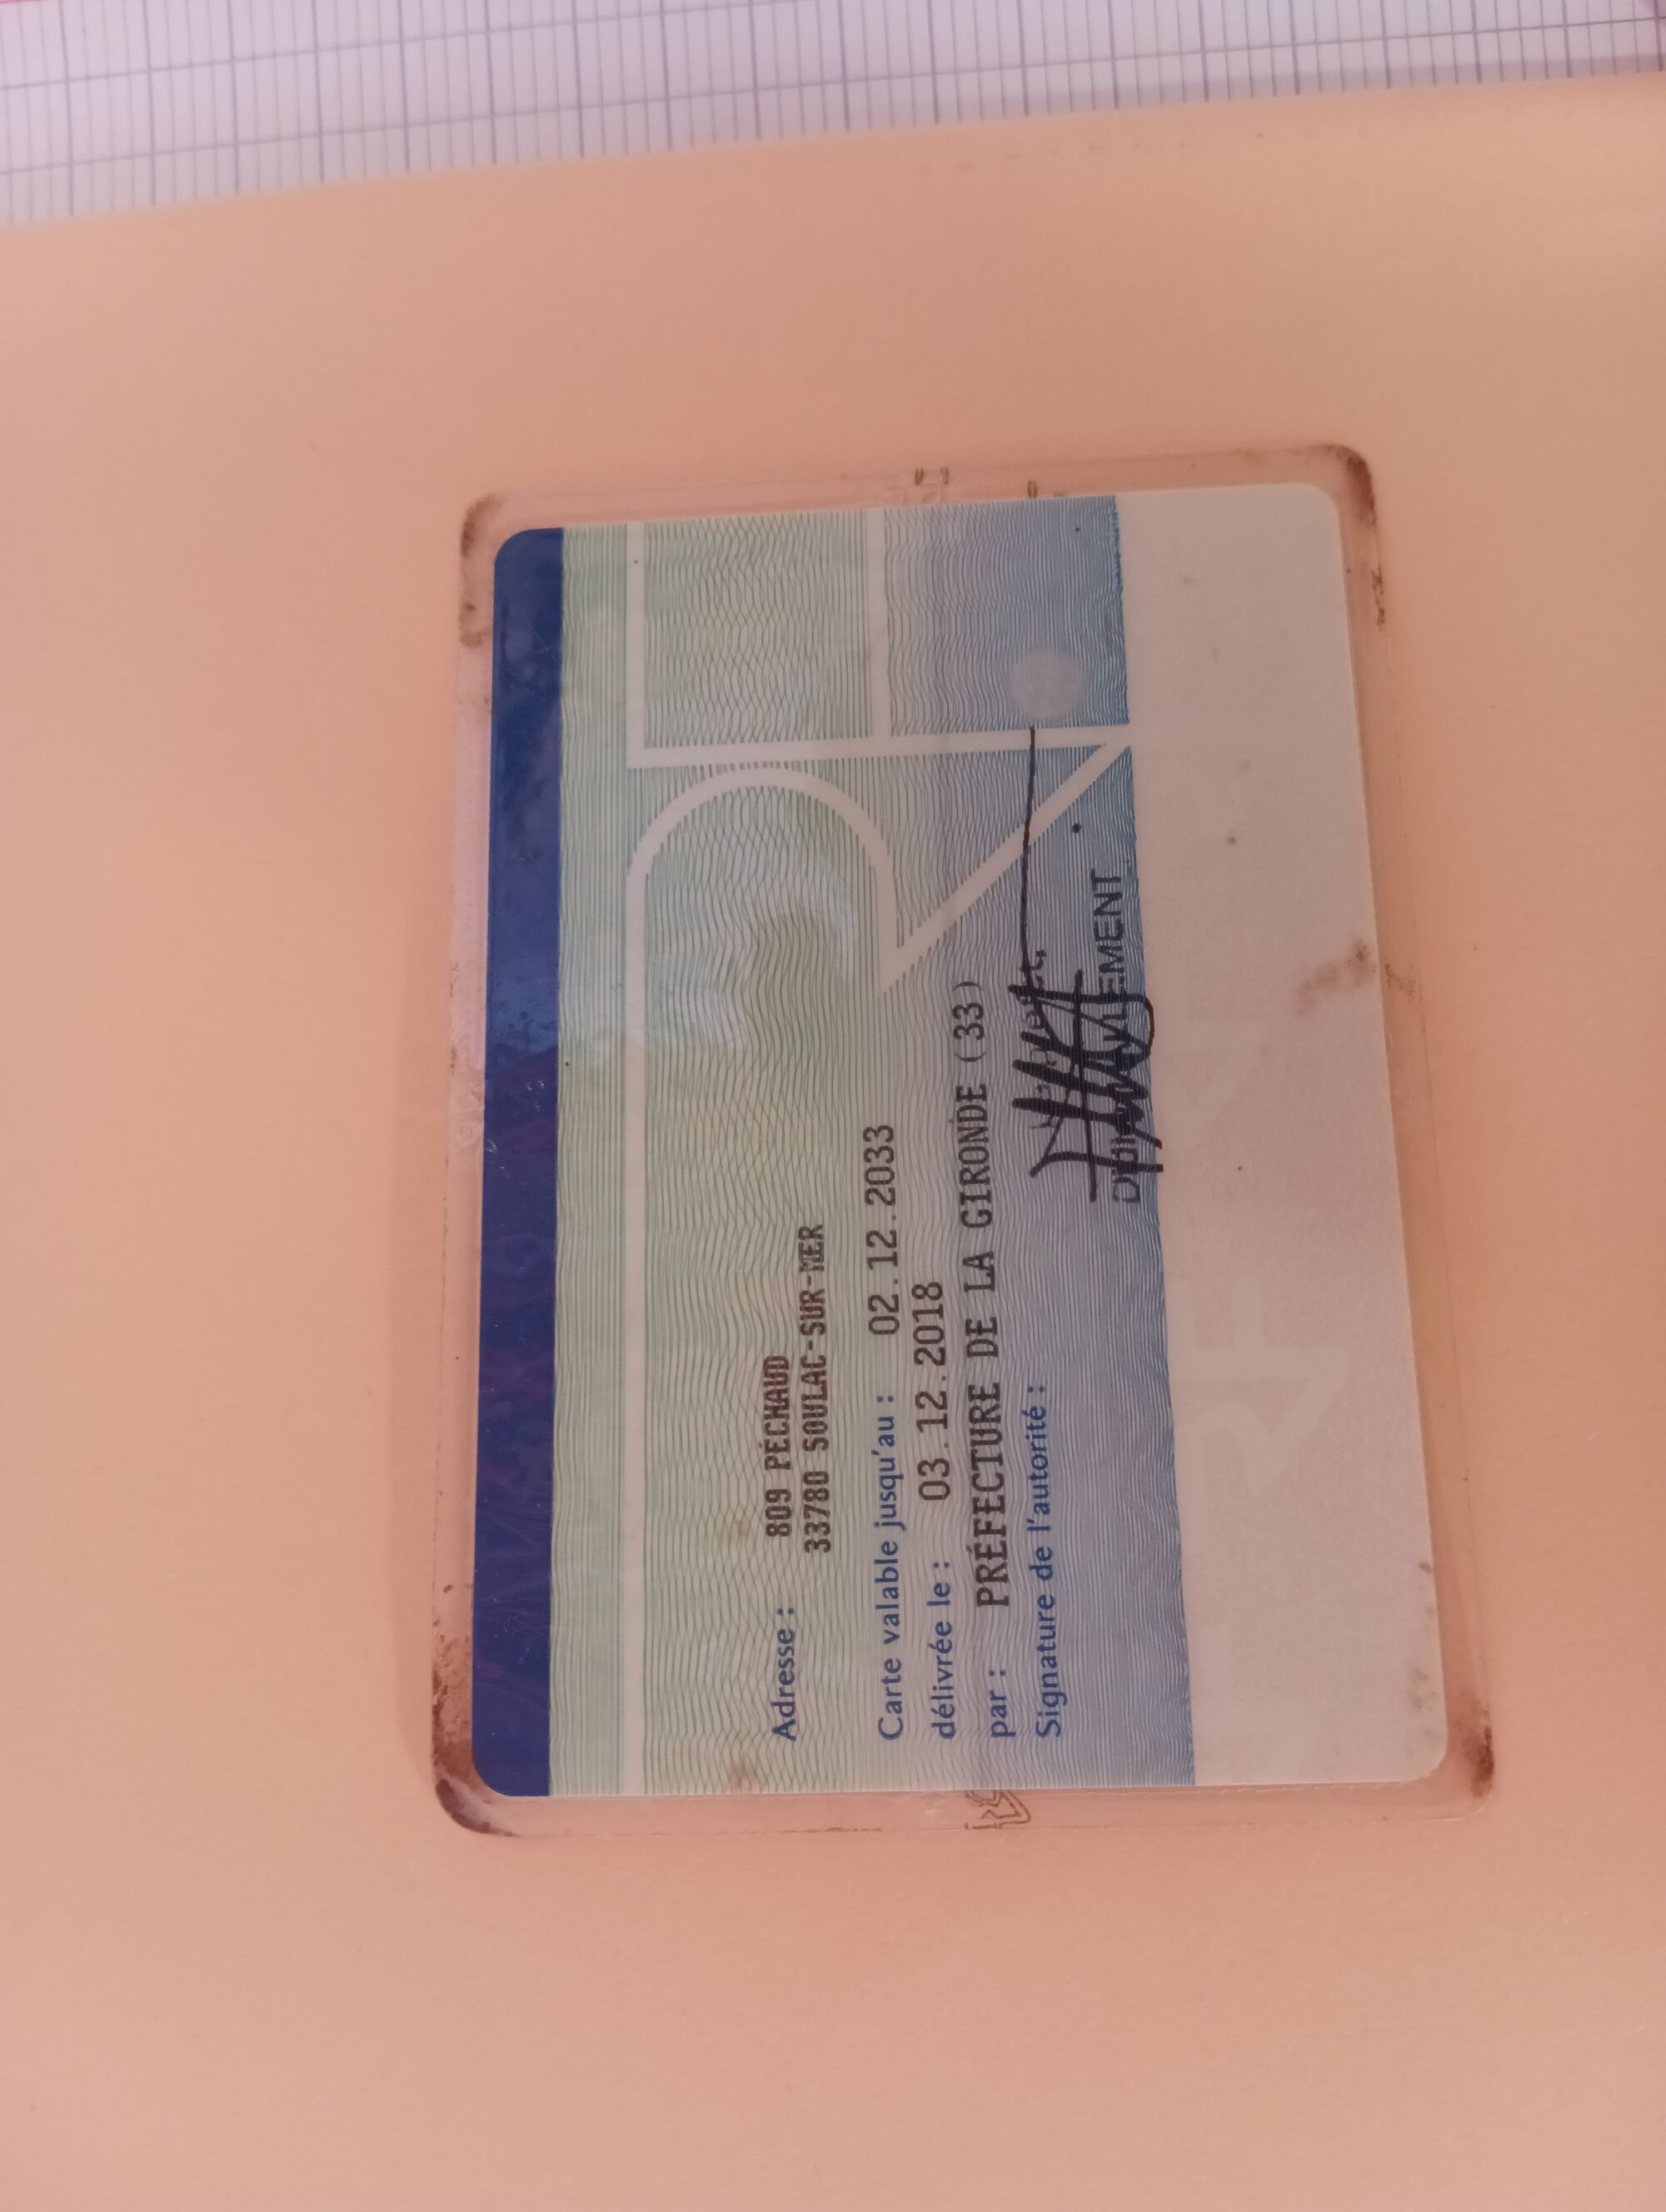 Adresse : 809 PÉCHAUD
33780 SOULAC-SUR-MER
Carte valable jusqu'au : 02.12.2033
délivrée le : 03.12.2018
par : PRÉFECTURE DE LA GIRONDE (33)
Signature de l'autorité :
RF